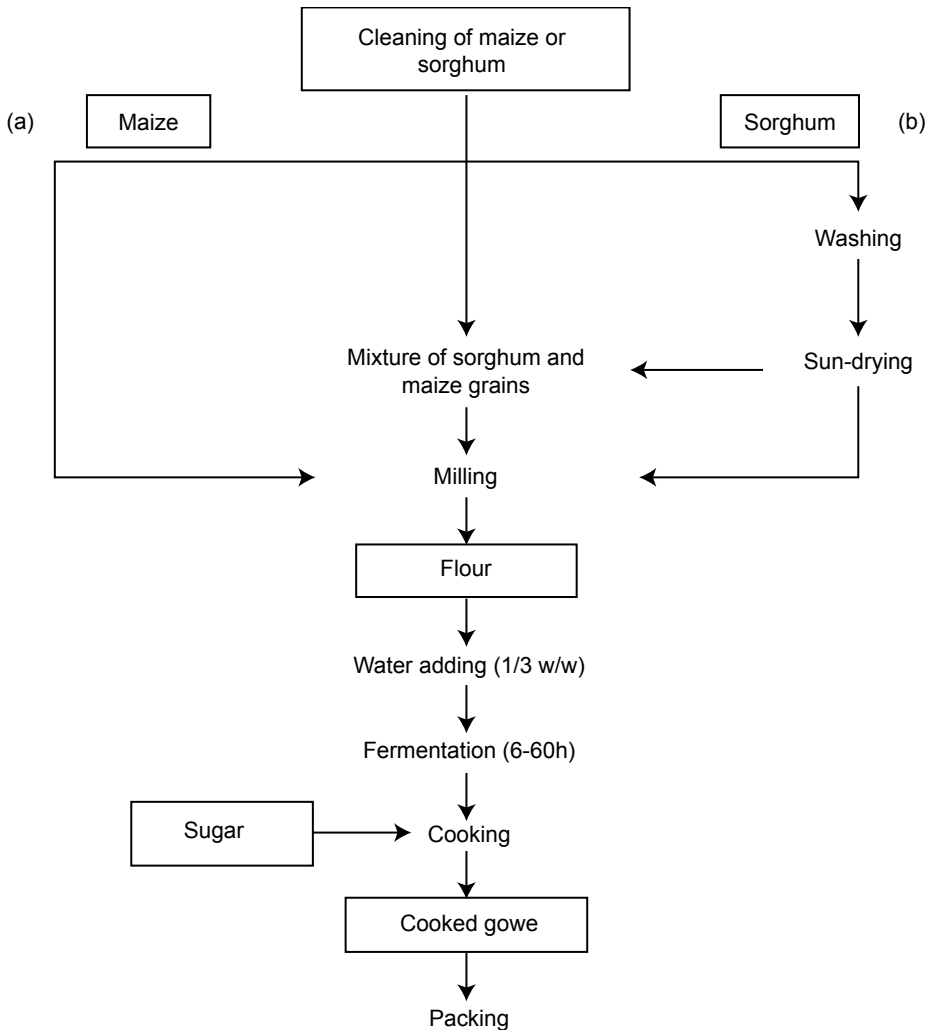 Cleaning of maize or
sorghum
(a)
Maize
Sorghum
(b)
Washing
Mixture of sorghum and
maize grains
Sun-drying
Milling
Flour
Water adding (1/3 w/w)
Fermentation (6-60h)
Sugar
Cooking
Cooked gowe
Packing